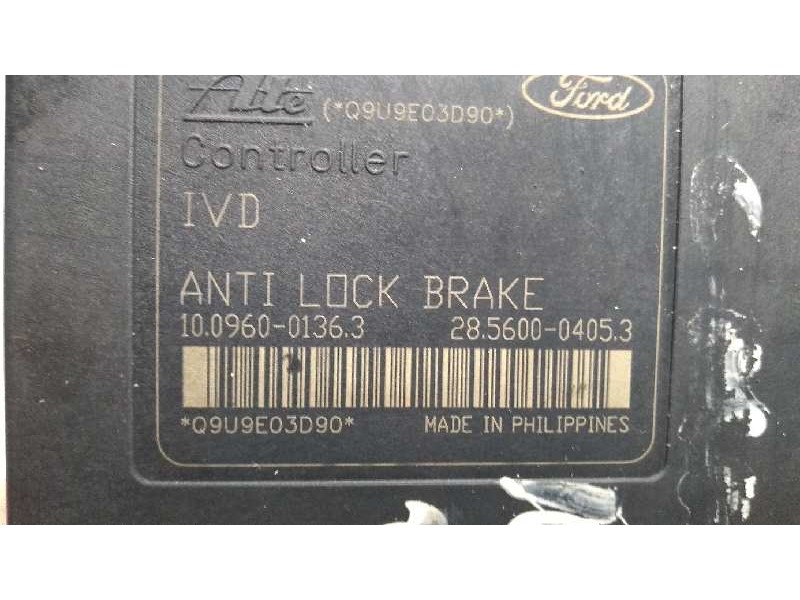 Ate (*Q9U9E03D90*) Ford
Controller
IVD
ANTI LOCK BRAKE
10.0960-0136.3 28.5600-0405.3
*Q9U9E03D90* MADE IN PHILIPPINES